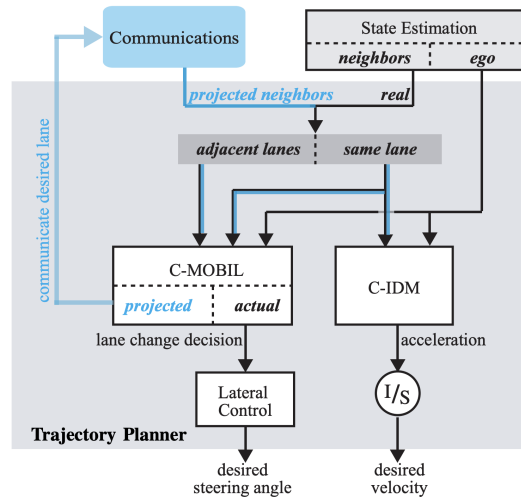 Communications
State Estimation
neighbors
ego
projected neighbors
real
adjacent lanes
same lane
communicate desired lane
C-MOBIL
projected
actual
C-IDM
lane change decision
acceleration
Lateral
Control
I/S
Trajectory Planner
desired
steering angle
desired
velocity